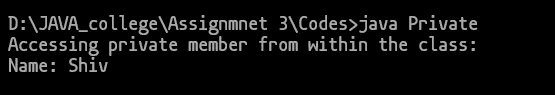 D:\JAVA_college\Assignmnet 3\Codes>java Private
Accessing private member from within the class:
Name: Shiv